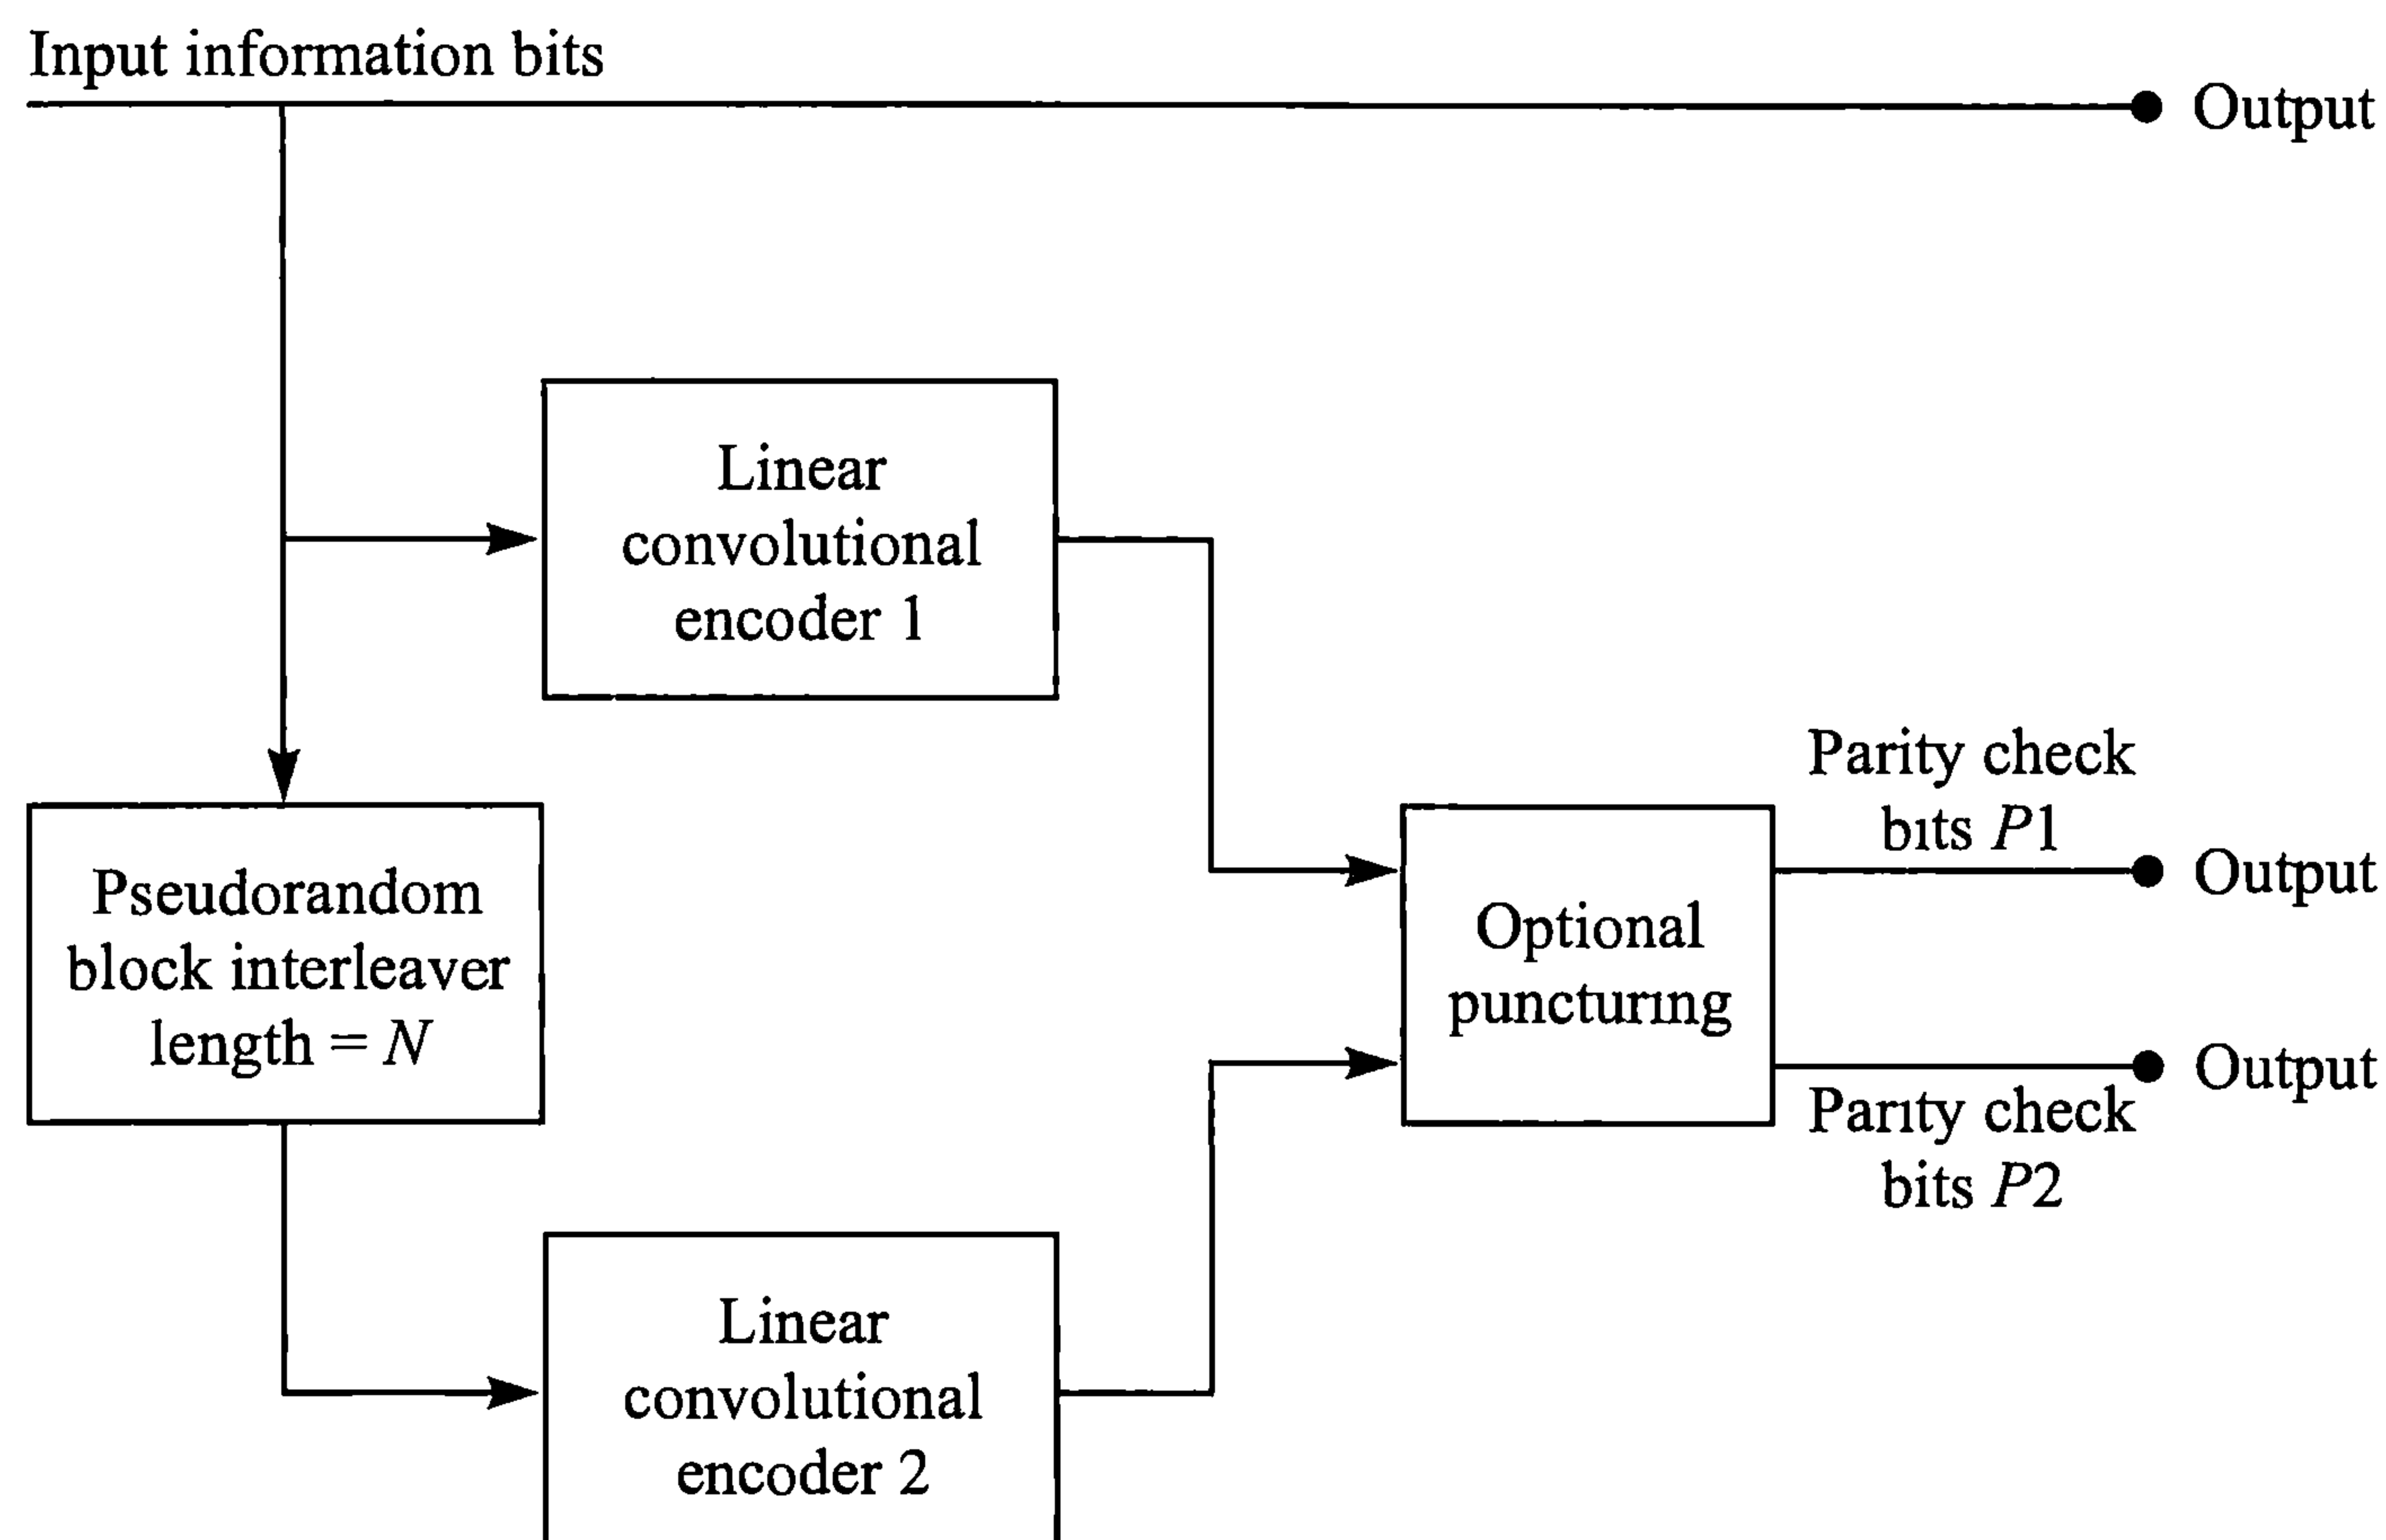 Input information bits
Output
Linear
convolutional
encoder 1
Parity check
bits P1
Output
Pseudorandom
block interleaver
length = N
Optional
puncturing
Output
Parity check
bits P2
Linear
convolutional
encoder 2